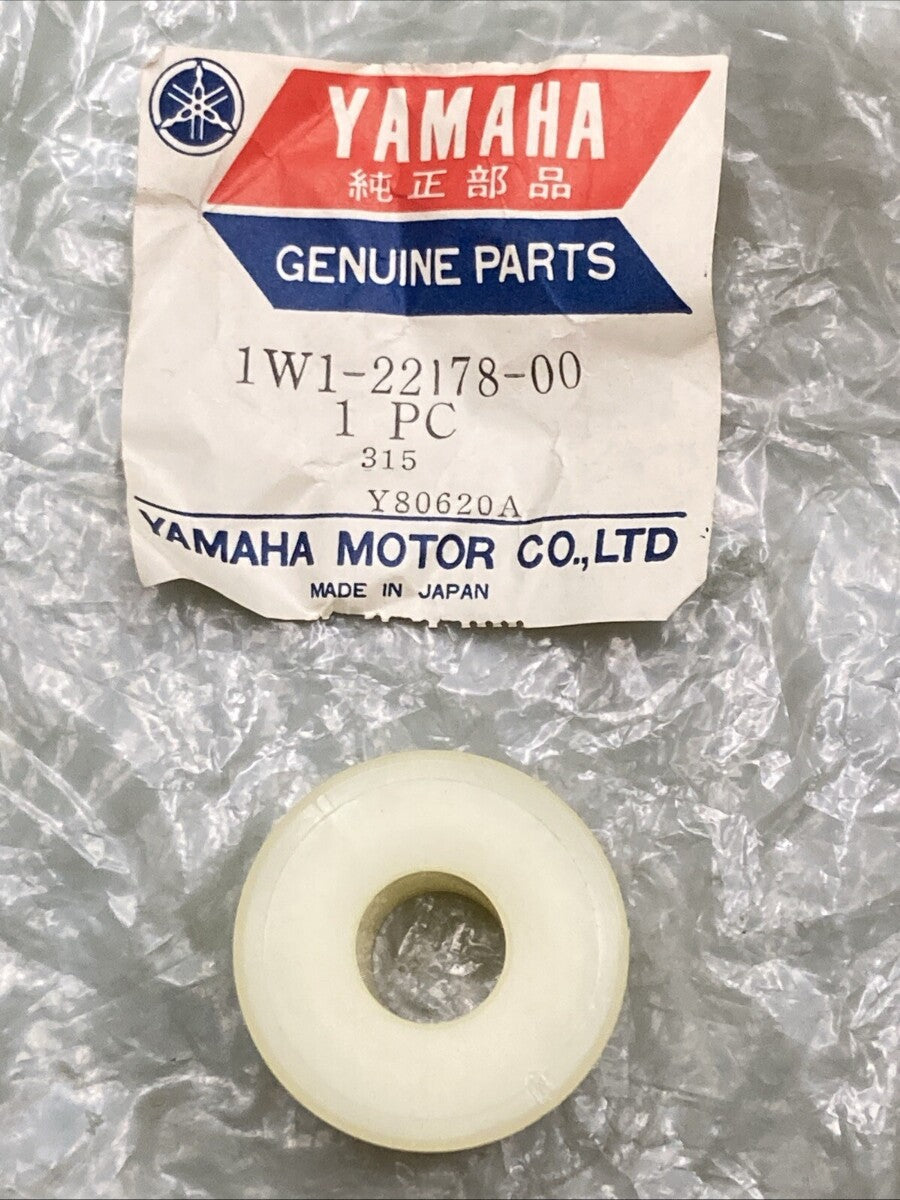 YAMAHA
純正部品
GENUINE PARTS
1W1-22178-00
1 PC
315
Y80620A
YAMAHA MOTOR CO.,LTD
MADE IN JAPAN